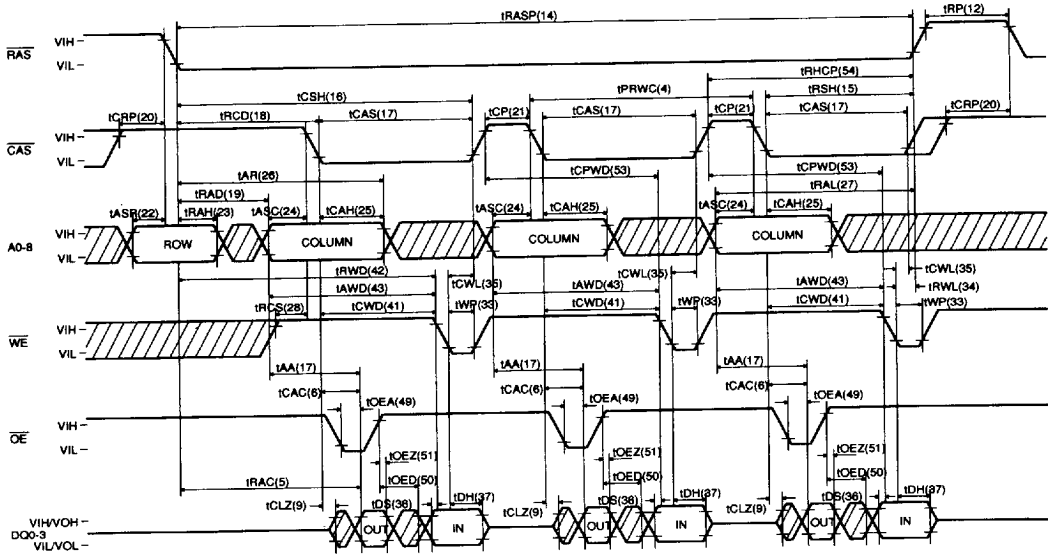 tRASP(14) tRP(12)
RAS VIH VIL
tRHCP(54)
tCSH(16) tPRWC(4) tRSH(15)
tCRP(20) tRCD(18) tCAS(17) tCP(21) tCAS(17) tCP(21) tCAS(17) tCRP(20)
CAS VIH VIL
tAR(26) tCPWD(53) tCPWD(53)
tRAD(19) tRAL(27)
tASR(22) tRAH(23) tASC(24) tCAH(25) tASC(24) tCAH(25) tASC(24) tCAH(25)
A0-8 VIH VIL ROW COLUMN COLUMN COLUMN
tRWD(42) tCWL(35) tCWL(35) tCWL(35)
tAWD(43) tAWD(43) tAWD(43) tRWL(34)
tRCS(28) tCWD(41) tWP(33) tCWD(41) tWP(33) tCWD(41) tWP(33)
WE VIH VIL
tAA(17) tAA(17) tAA(17)
tCAC(6) tOEA(49) tCAC(6) tOEA(49) tCAC(6) tOEA(49)
OE VIH VIL
tOEZ(51) tOEZ(51) tOEZ(51)
tRAC(5) tOED(50) tOED(50) tOED(50)
tCLZ(9) tDS(36) tDH(37) tCLZ(9) tDS(36) tDH(37) tCLZ(9) tDS(36) tDH(37)
VIH/VOH
DQ0-3 OUT IN OUT IN OUT IN
VIL/VOL